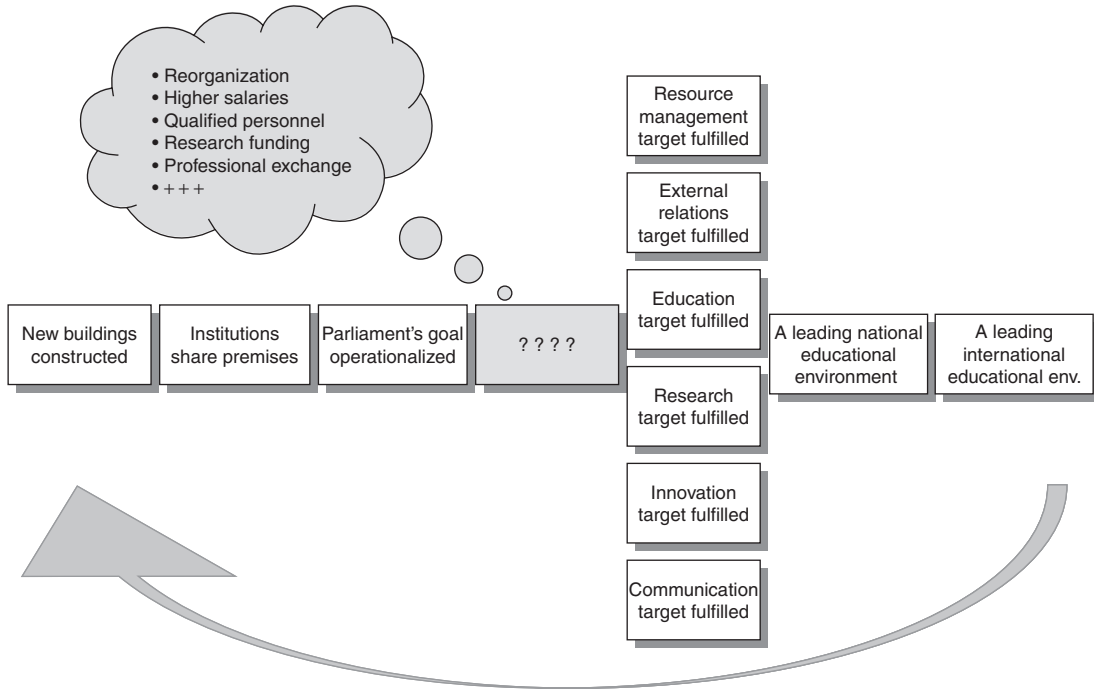 • Reorganization
• Higher salaries
• Qualified personnel
• Research funding
• Professional exchange
• + + +
New buildings
constructed
Institutions
share premises
Parliament's goal
operationalized
? ? ? ?
Resource
management
target fulfilled
External
relations
target fulfilled
Education
target fulfilled
Research
target fulfilled
Innovation
target fulfilled
Communication
target fulfilled
A leading national
educational
environment
A leading
international
educational env.